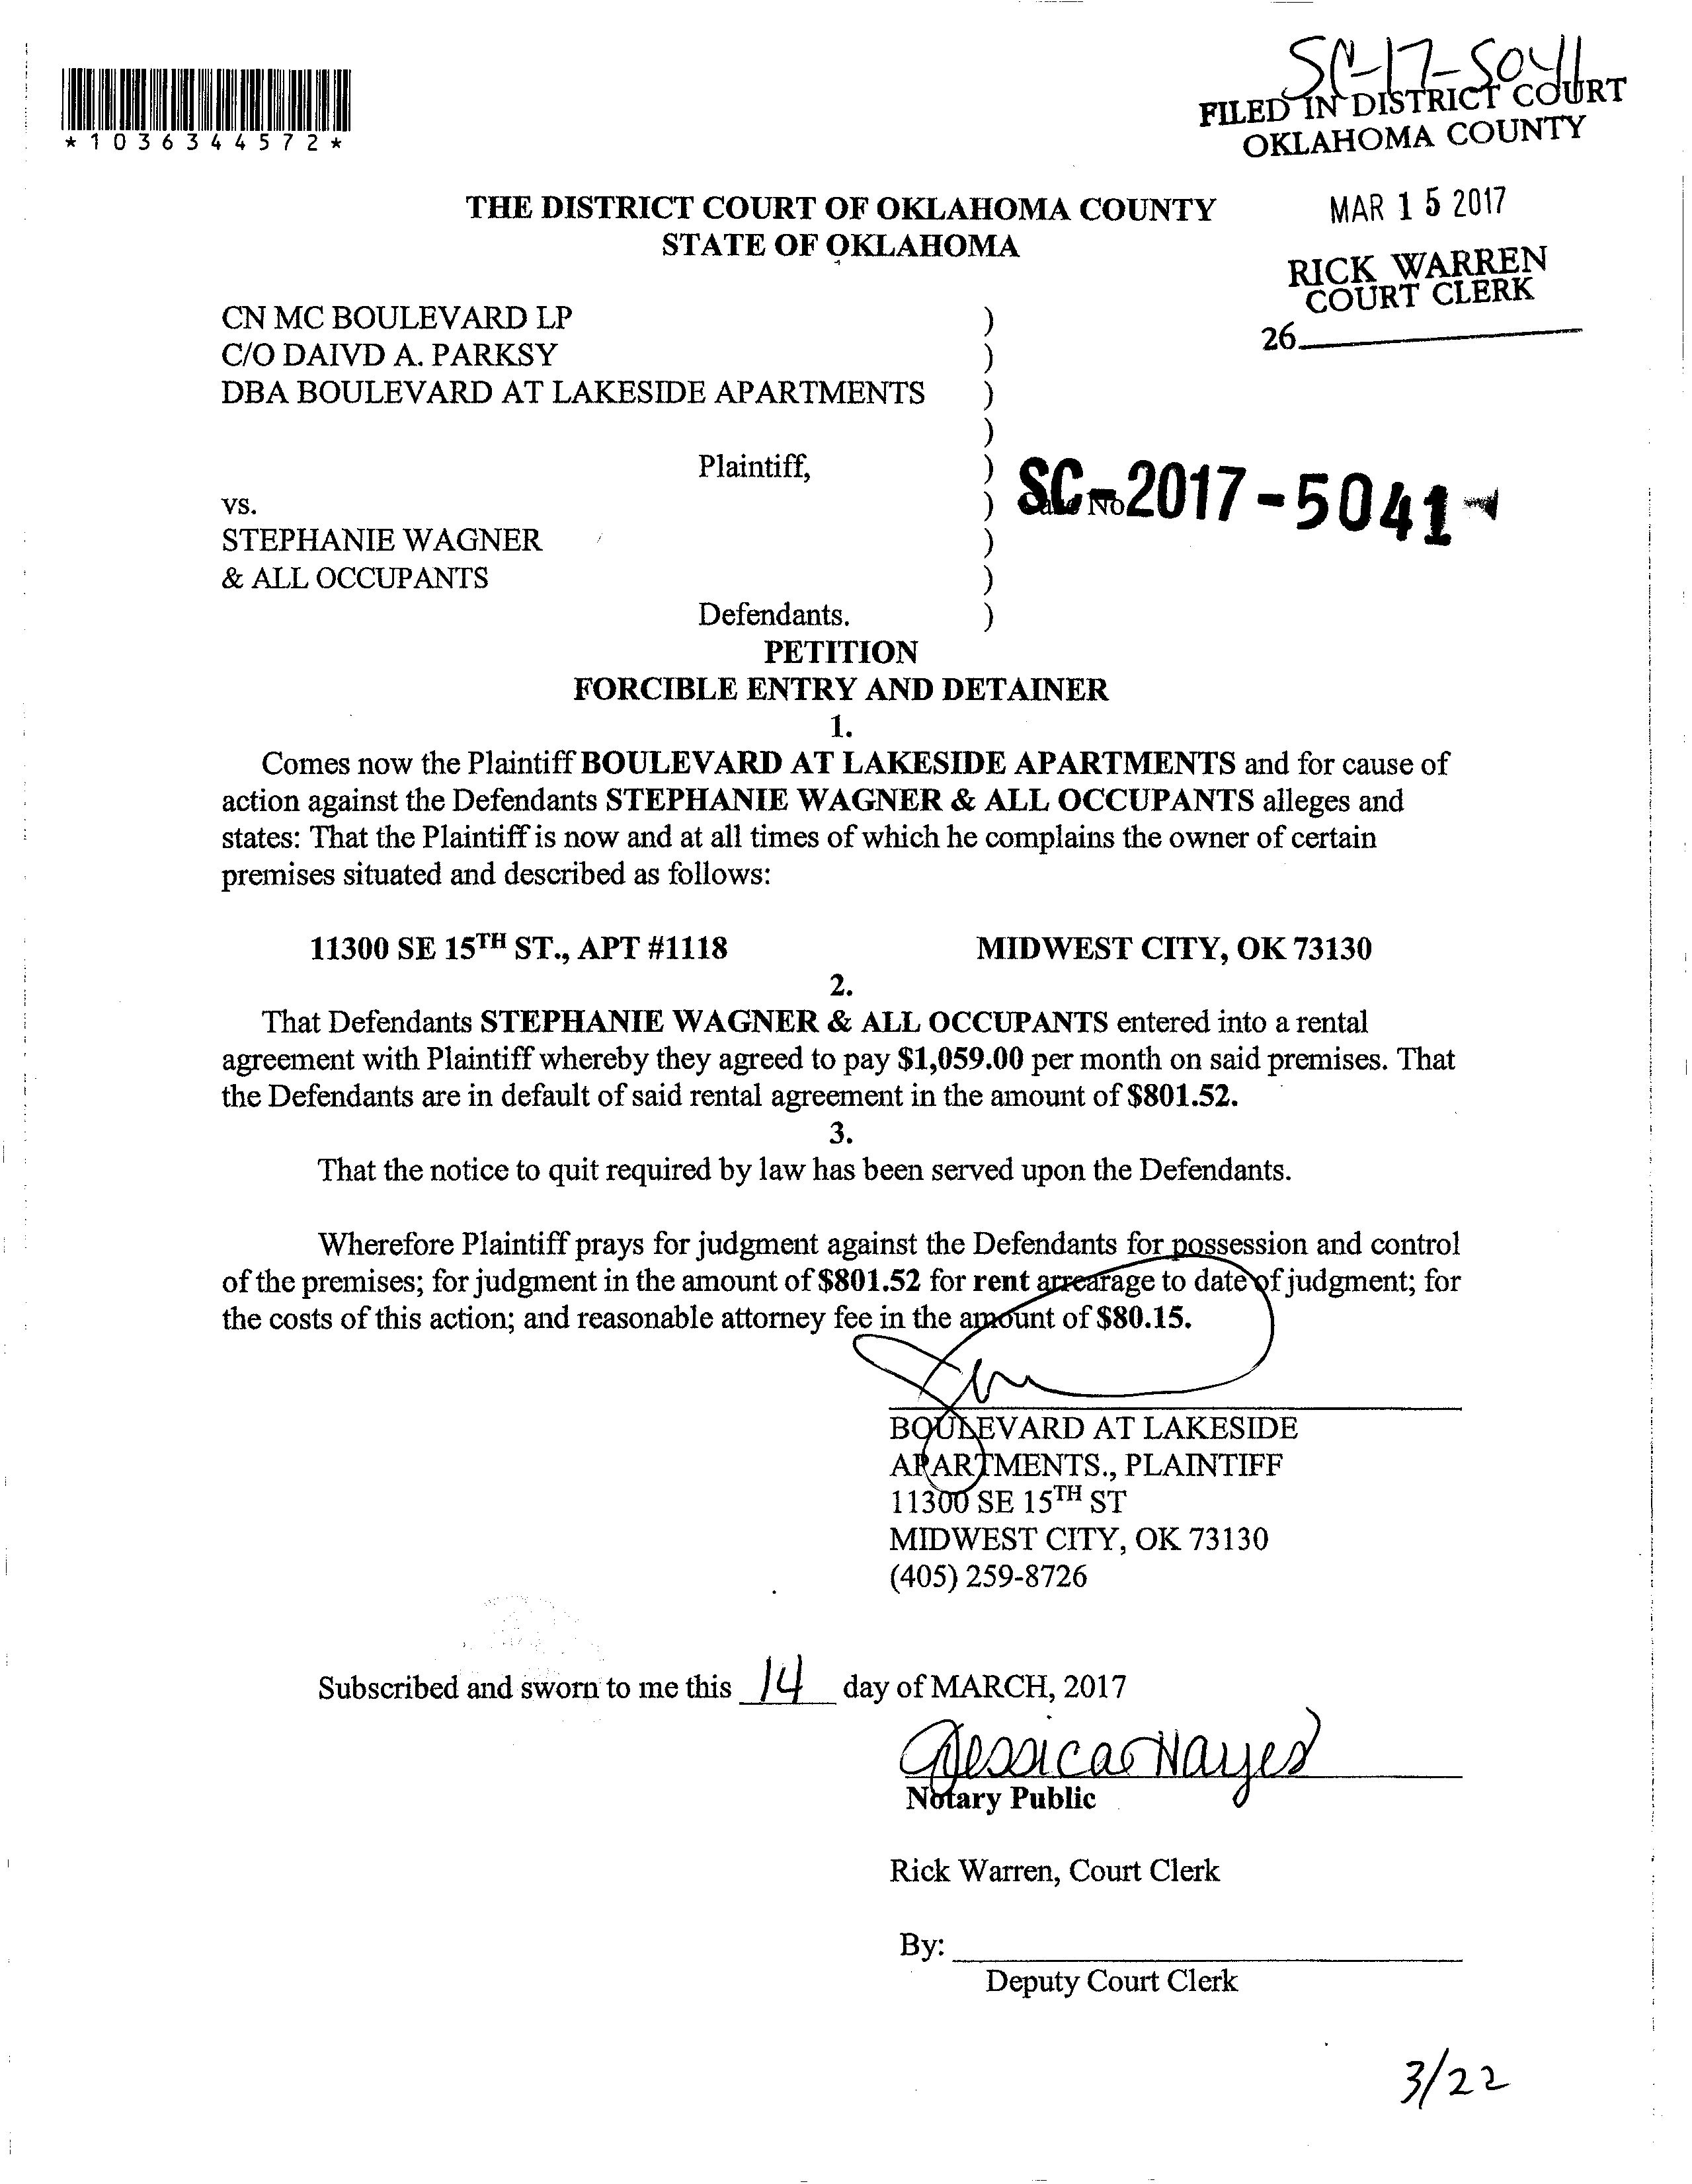 SC-17-5041
FILED IN DISTRICT COURT
OKLAHOMA COUNTY
*1036344572*
MAR 15 2017
RICK WARREN
COURT CLERK
26
THE DISTRICT COURT OF OKLAHOMA COUNTY
STATE OF OKLAHOMA
CN MC BOULEVARD LP )
C/O DAIVD A. PARKSY )
DBA BOULEVARD AT LAKESIDE APARTMENTS )
)
Plaintiff, )
SC-2017-5041
vs. ) No
STEPHANIE WAGNER )
& ALL OCCUPANTS )
Defendants. )
PETITION
FORCIBLE ENTRY AND DETAINER
1.
Comes now the Plaintiff BOULEVARD AT LAKESIDE APARTMENTS and for cause of
action against the Defendants STEPHANIE WAGNER & ALL OCCUPANTS alleges and
states: That the Plaintiff is now and at all times of which he complains the owner of certain
premises situated and described as follows:
11300 SE 15TH ST., APT #1118 MIDWEST CITY, OK 73130
2.
That Defendants STEPHANIE WAGNER & ALL OCCUPANTS entered into a rental
agreement with Plaintiff whereby they agreed to pay $1,059.00 per month on said premises. That
the Defendants are in default of said rental agreement in the amount of $801.52.
3.
That the notice to quit required by law has been served upon the Defendants.
Wherefore Plaintiff prays for judgment against the Defendants for possession and control
of the premises; for judgment in the amount of $801.52 for rent arrearage to date of judgment; for
the costs of this action; and reasonable attorney fee in the amount of $80.15.
BOULEVARD AT LAKESIDE
APARTMENTS., PLAINTIFF
11300 SE 15TH ST
MIDWEST CITY, OK 73130
(405) 259-8726
Subscribed and sworn to me this 14 day of MARCH, 2017
Jessica Hayes
Notary Public
Rick Warren, Court Clerk
By:
Deputy Court Clerk
3/22